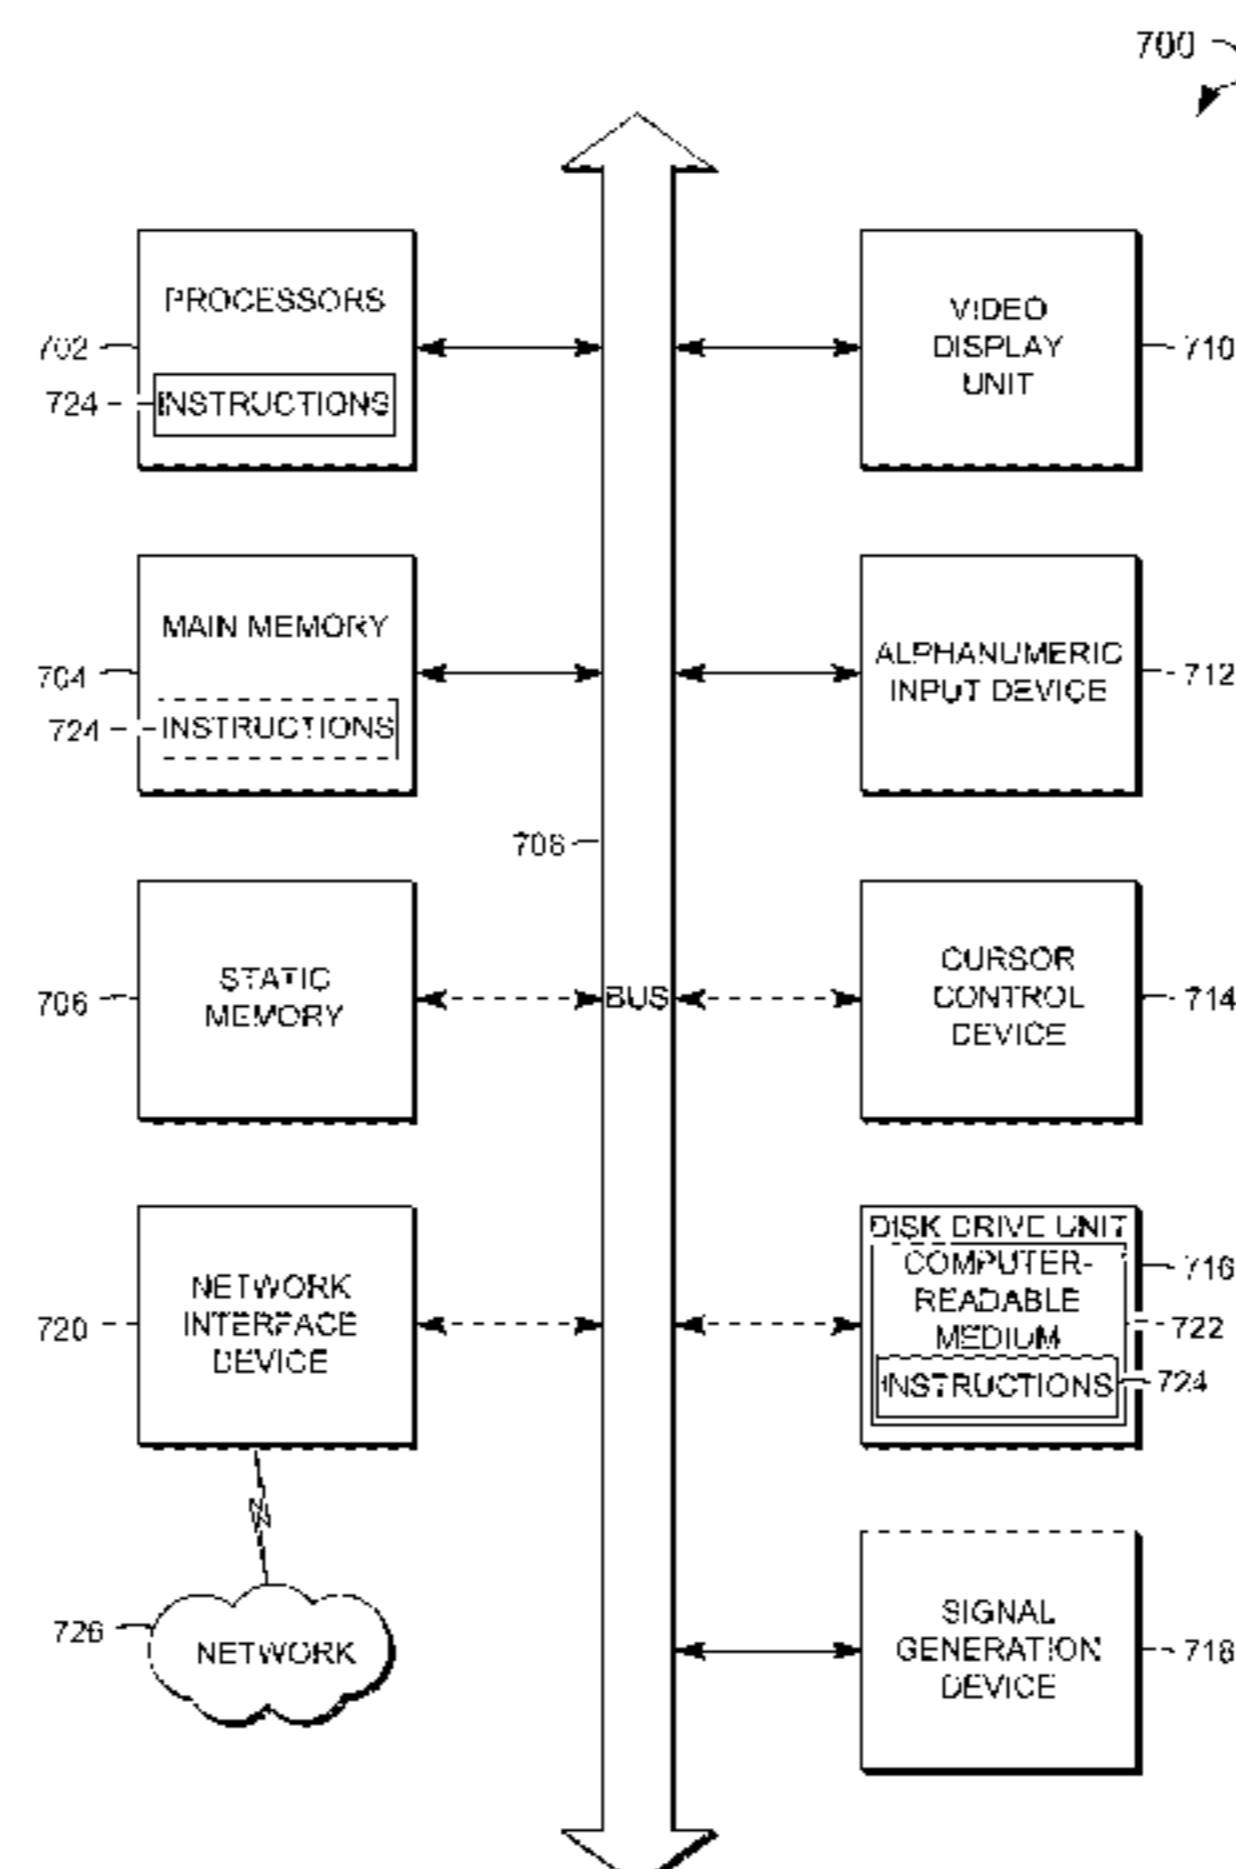 700
PROCESSORS
702
724
INSTRUCTIONS
VIDEO
DISPLAY
UNIT
710
MAIN MEMORY
704
724
INSTRUCTIONS
ALPHANUMERIC
INPUT DEVICE
712
708
STATIC
MEMORY
706
BUS
CURSOR
CONTROL
DEVICE
714
NETWORK
INTERFACE
DEVICE
720
DISK DRIVE UNIT
COMPUTER-
READABLE
MEDIUM
INSTRUCTIONS
716
722
724
726
NETWORK
SIGNAL
GENERATION
DEVICE
718